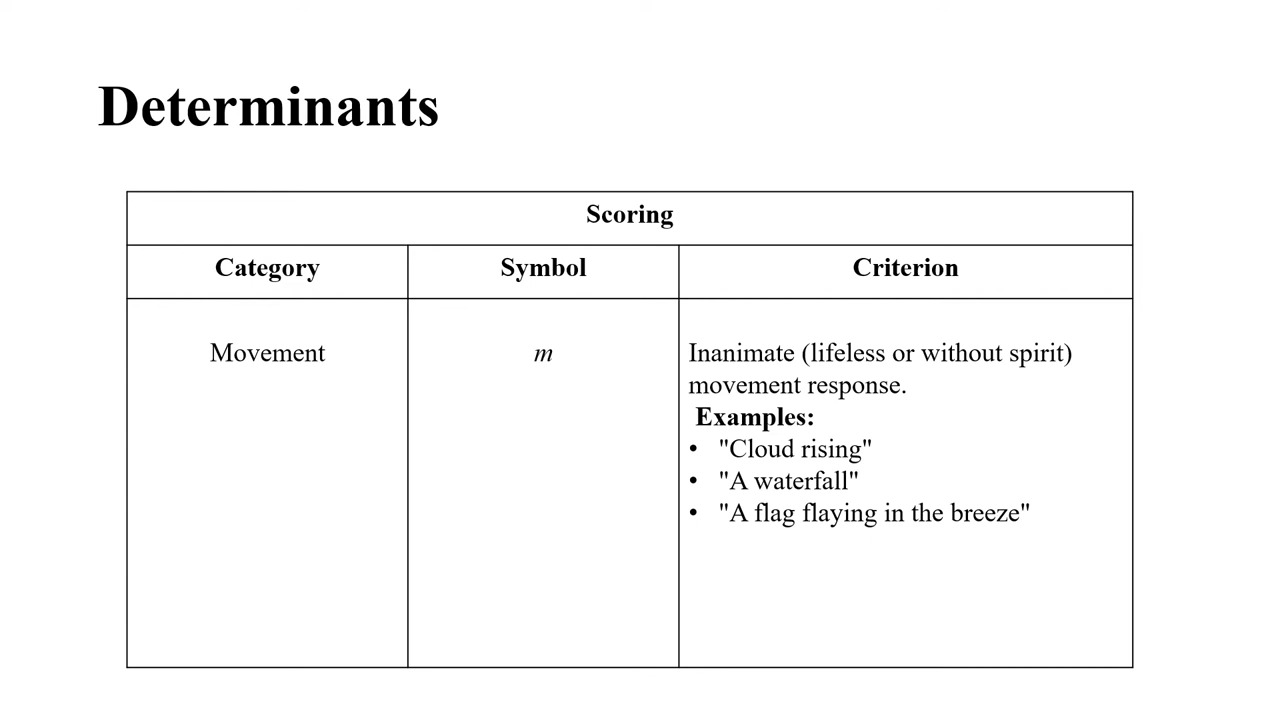 Determinants
Scoring
Category Symbol Criterion
Movement m Inanimate (lifeless or without spirit)
movement response.
Examples:
• "Cloud rising"
• "A waterfall"
• "A flag flaying in the breeze"